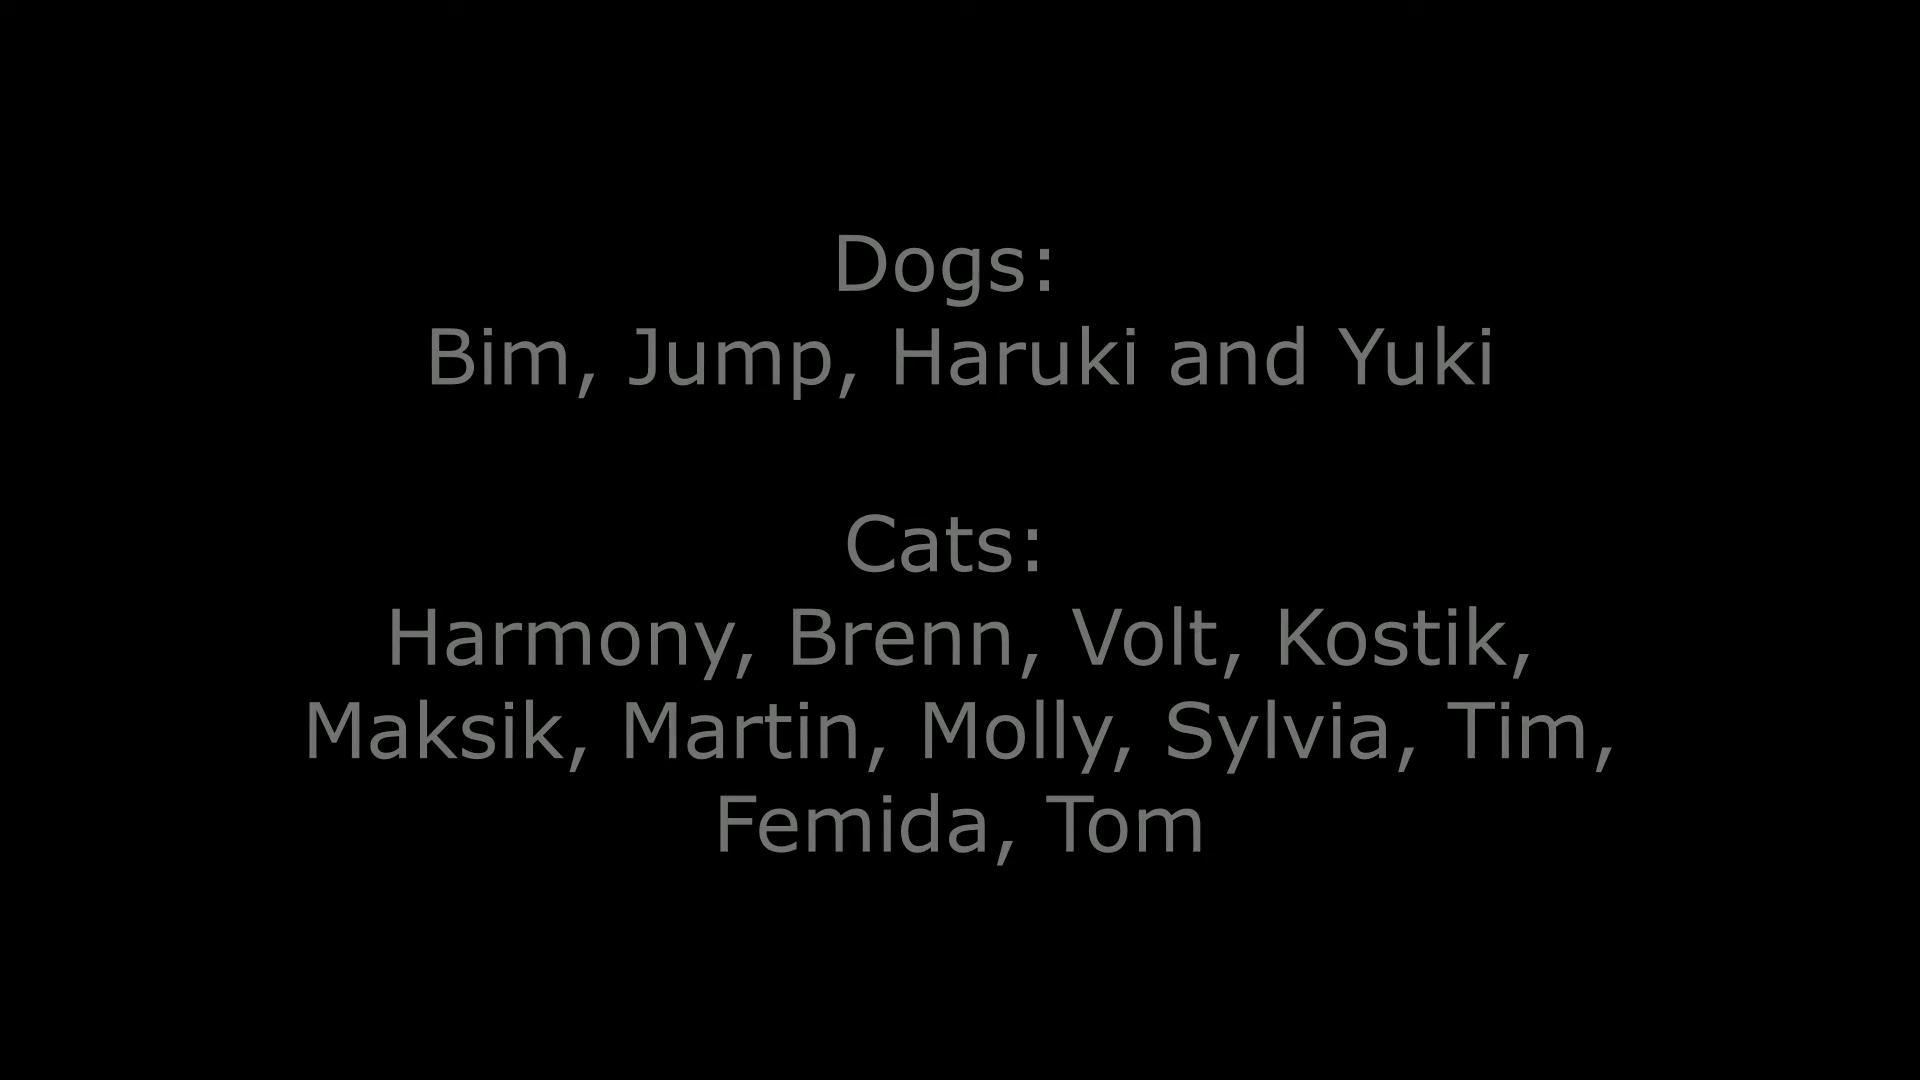 Dogs:
Bim, Jump, Haruki and Yuki
Cats:
Harmony, Brenn, Volt, Kostik,
Maksik, Martin, Molly, Sylvia, Tim,
Femida, Tom